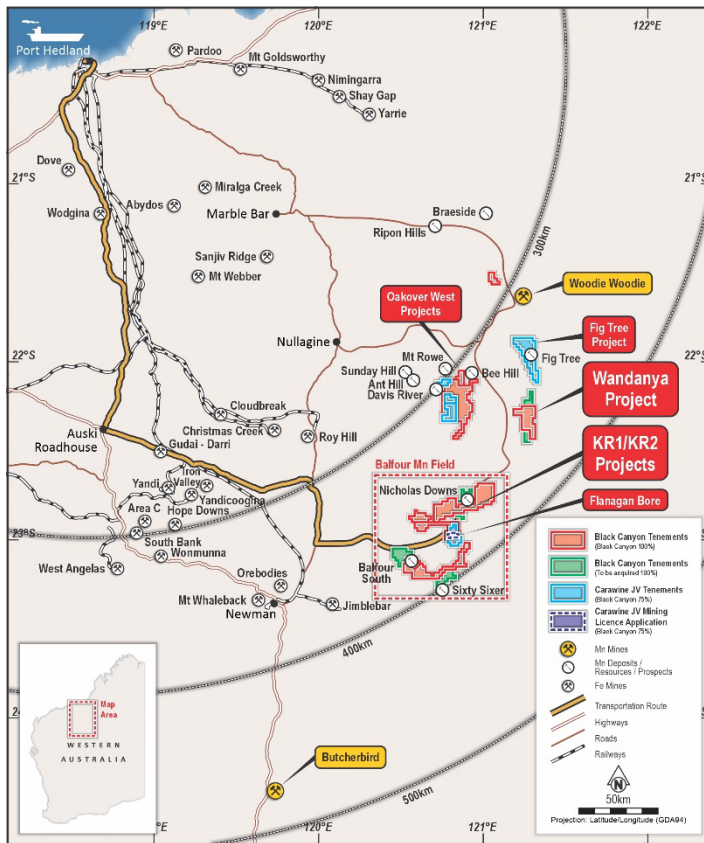 119°E
120°E
121°E
Port Hedland
Pardoo
Mt Goldsworthy
Nimingarra
Shay Gap
Yarrie
Dove
21°S
21°S
Miralga Creek
Wodgina
Abydos
Marble Bar
Braeside
Ripon Hills
300km
Sanjiv Ridge
Mt Webber
Woodie Woodie
Oakover West
Projects
Nullagine
Fig Tree
Project
22°S
22°S
Mt Rowe
Fig Tree
Sunday Hill
Bee Hill
Ant Hill
Davis River
Wandanya
Project
Cloudbreak
Christmas Creek
Roy Hill
Auski
Roadhouse
Gudai - Darri
KR1/KR2
Projects
Balfour Mn Field
Iron
Valley
Yandi
Yandicoogina
Nicholas Downs
Flanagan Bore
Area C
Hope Downs
23°S
South Bank
West Angelas
Wonmunna
Balfour
South
Orebodies
Sixty Sixer
Mt Whaleback
Jimblebar
Newman
400km
24°
Butcherbird
500km
Map
Area
WESTERN
AUSTRALIA
Black Canyon Tenements
(Black Canyon 100%)
Black Canyon Tenements
(To be acquired 100%)
Carawine JV Tenements
(Black Canyon 75%)
Carawine JV Mining
Licence Application
(Black Canyon 75%)
Mn Mines
Mn Deposits /
Resources / Prospects
Fe Mines
Transportation Route
Highways
Roads
Railways
N
50km
Projection: Latitude/Longitude (GDA94)
119°E
120°E
121°E